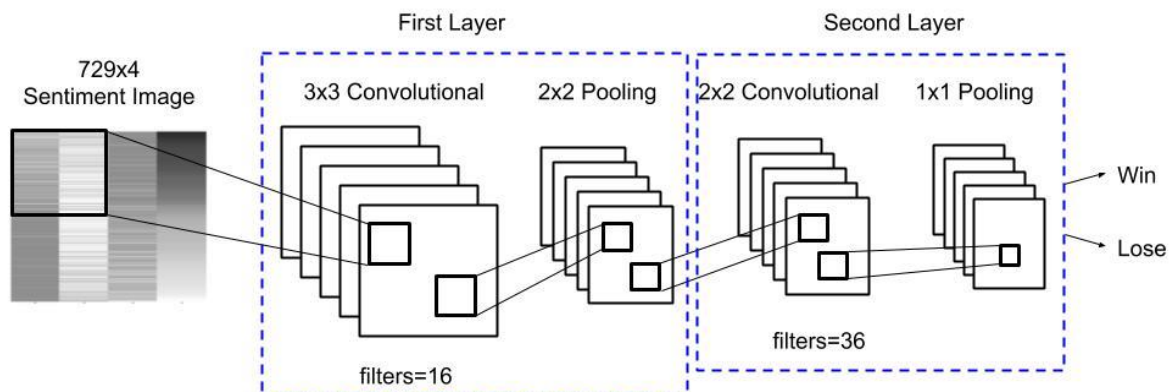 First Layer
Second Layer
729x4
Sentiment Image
3x3 Convolutional
2x2 Pooling
2x2 Convolutional
1x1 Pooling
Win
Lose
filters=36
filters=16